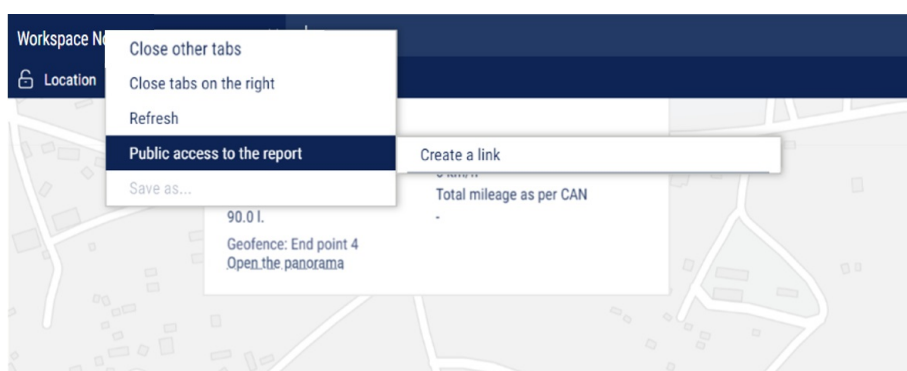 Workspace
Close other tabs
Location
Close tabs on the right
Refresh
Public access to the report
Create a link
Save as...
Total mileage as per CAN
90.0 l.
-
Geofence: End point 4
Open the panorama